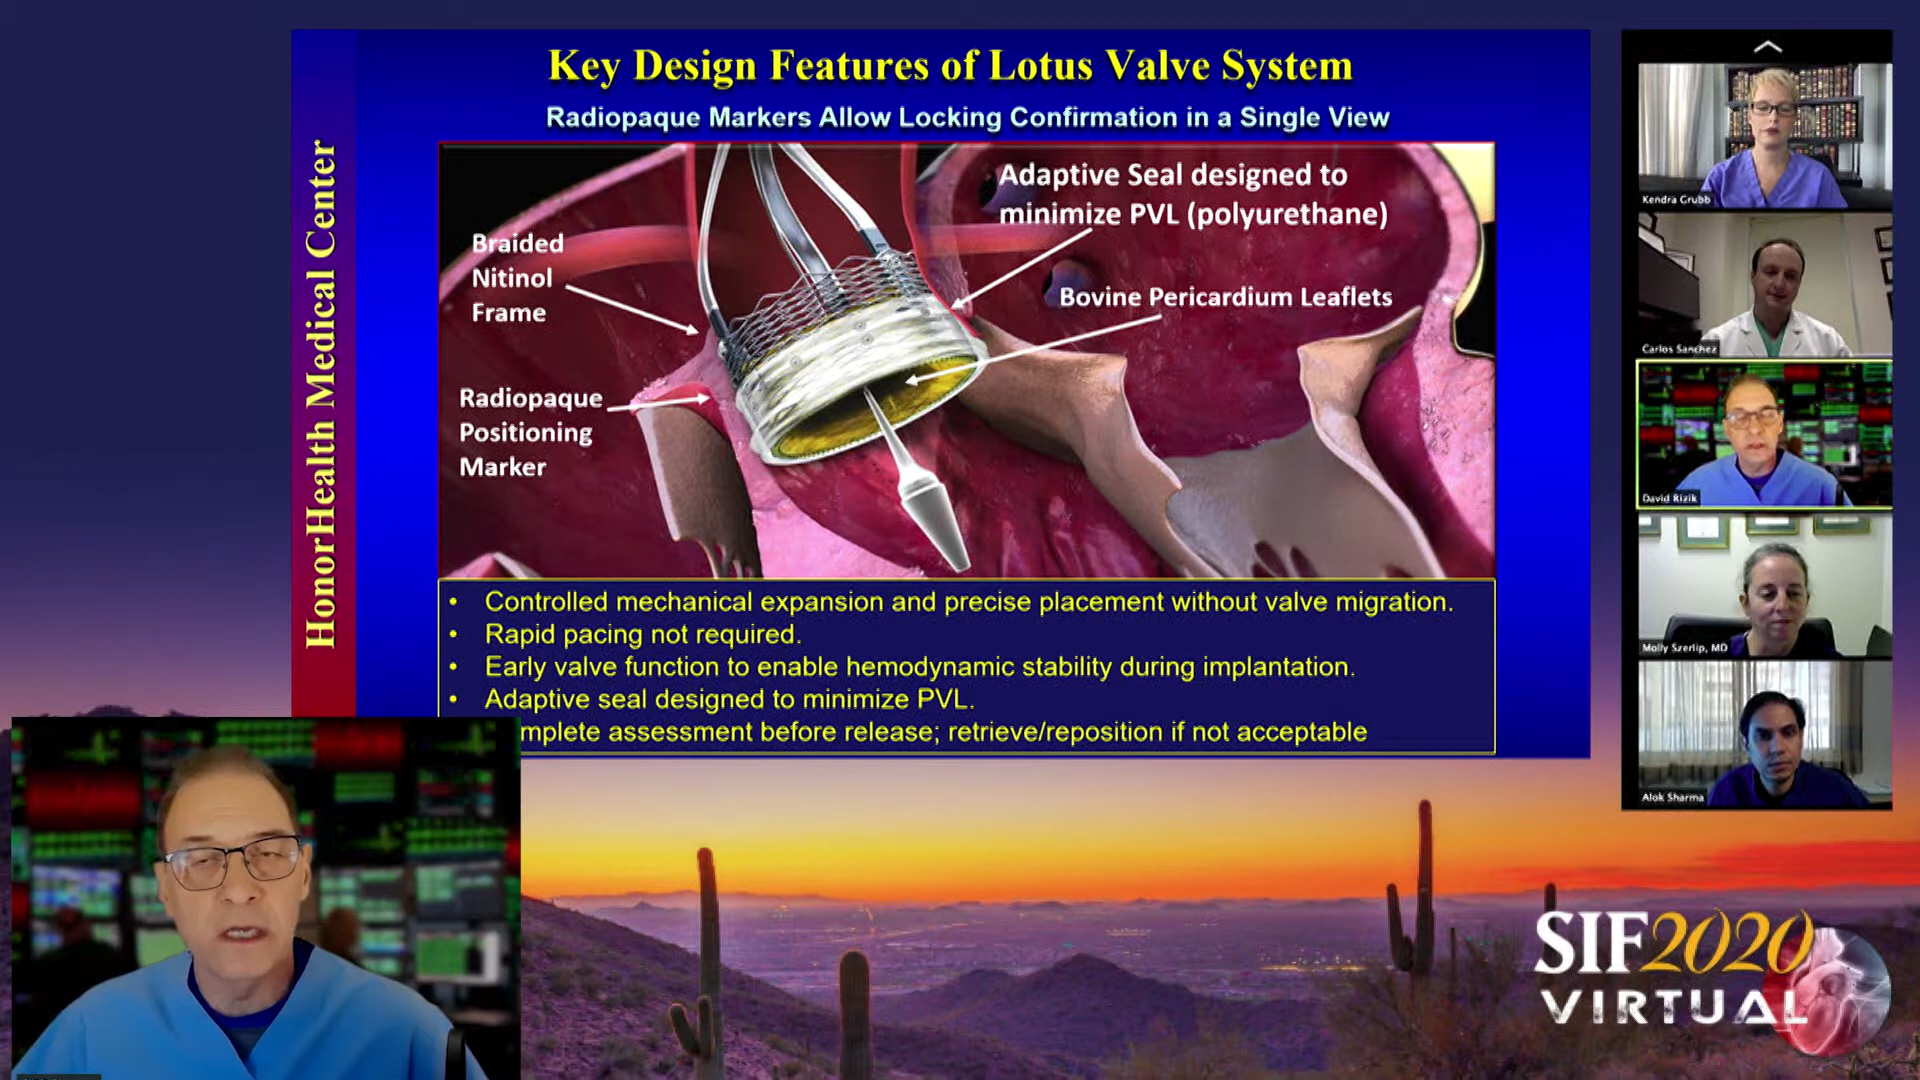 Key Design Features of Lotus Valve System
Radiopaque Markers Allow Locking Confirmation in a Single View
HonorHealth Medical Center
Adaptive Seal designed to
minimize PVL (polyurethane)
Braided
Nitinol
Frame
Bovine Pericardium Leaflets
Radiopaque
Positioning
Marker
• Controlled mechanical expansion and precise placement without valve migration.
• Rapid pacing not required.
• Early valve function to enable hemodynamic stability during implantation.
• Adaptive seal designed to minimize PVL.
mplete assessment before release; retrieve/reposition if not acceptable
Kendra Grubb
Carlos Sanchez
David Rizik
Molly Szerlip, MD
Alok Sharma
SIF2020
VIRTUAL